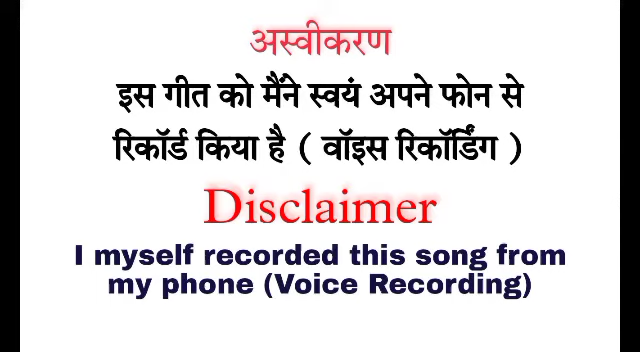 अस्वीकरण
इस गीत को मैंने स्वयं अपने फोन से
रिकॉर्ड किया है ( वॉइस रिकॉर्डिंग )
Disclaimer
I myself recorded this song from
my phone (Voice Recording)